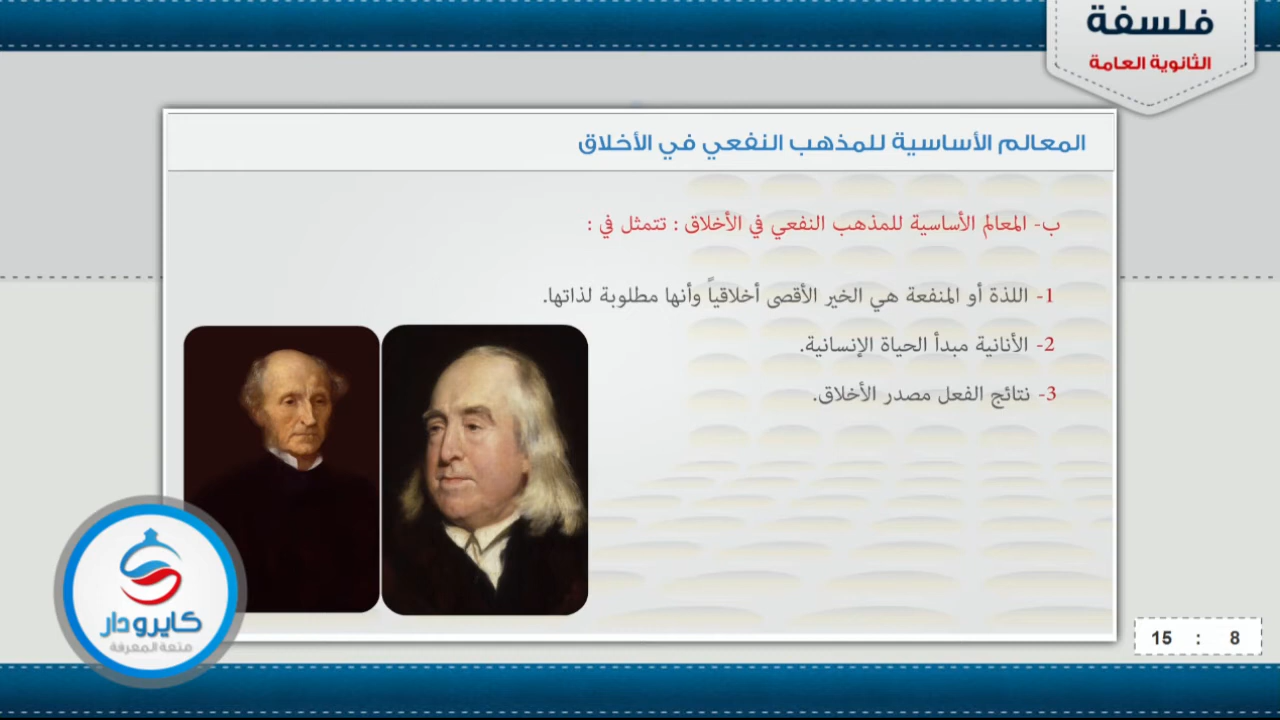 فلسفة
الثانوية العامة
المعالم الأساسية للمذهب النفعي في الأخلاق
ب- المعالم الأساسية للمذهب النفعي في الأخلاق : تتمثل في :
1- اللذة أو المنفعة هي الخير الأقصى أخلاقياً وأنها مطلوبة لذاتها.
2- الأنانية مبدأ الحياة الإنسانية.
3- نتائج الفعل مصدر الأخلاق.
كايرودار
متعة المعرفة
15 : 8